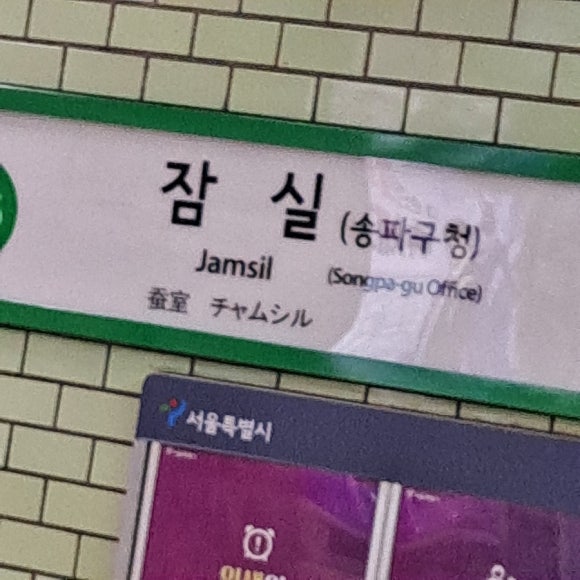 잠 실 (송파구청)
Jamsil (Songpa-gu Office)
蚕室 チャムシル
서울특별시